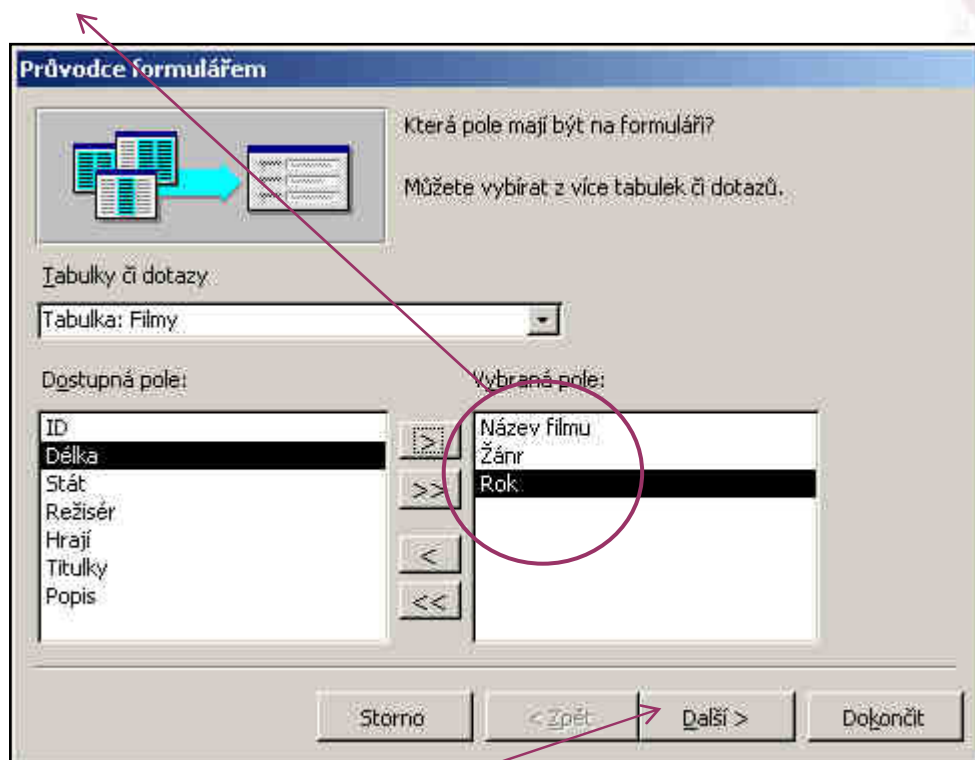 Průvodce formulářem
Která pole mají být na formuláři?
Můžete vybírat z více tabulek či dotazů.
Tabulky či dotazy
Tabulka: Filmy
Dostupná pole:
Vybraná pole:
ID
Délka
Stát
Režisér
Hrají
Titulky
Popis
>
>>
<
<<
Název filmu
Žánr
Rok
Storno
< Zpět
Další >
Dokončit